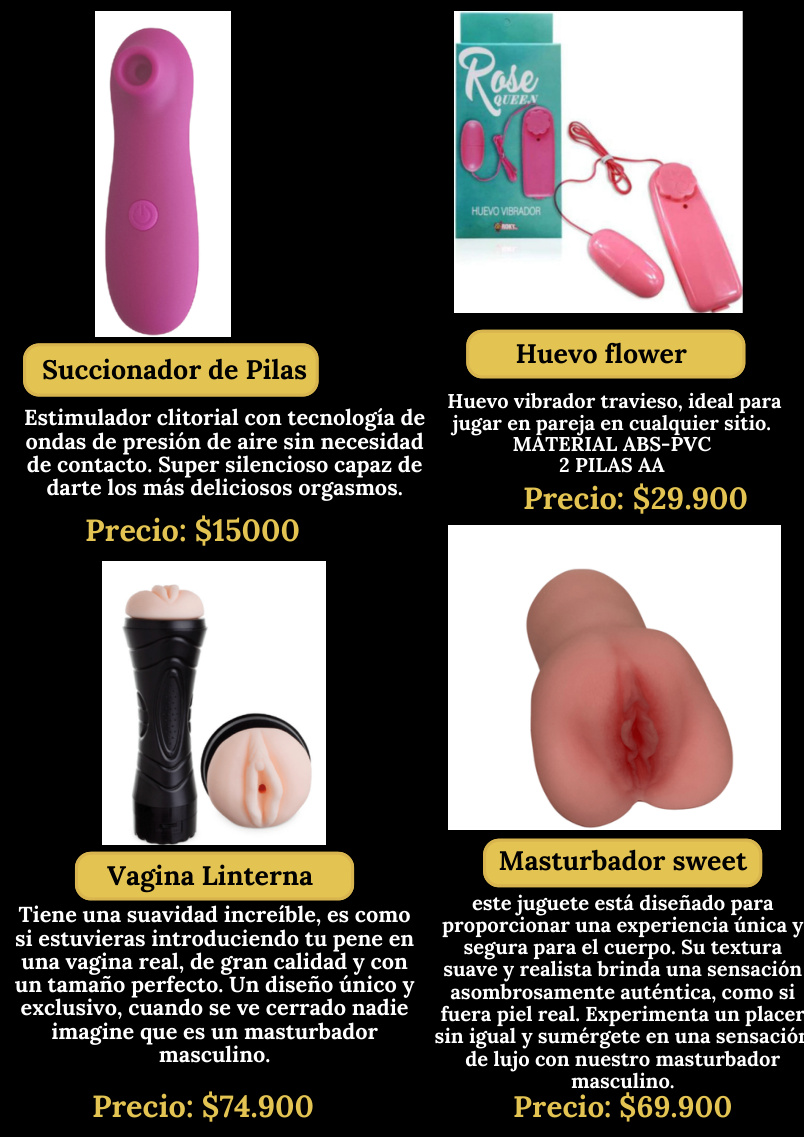 Rose
QUEEN
HUEVO VIBRADOR
Succionador de Pilas
Estimulador clitorial con tecnología de
ondas de presión de aire sin necesidad
de contacto. Super silencioso capaz de
darte los más deliciosos orgasmos.
Precio: $15000
Huevo flower
Huevo vibrador travieso, ideal para
jugar en pareja en cualquier sitio.
MATERIAL ABS-PVC
2 PILAS AA
Precio: $29.900
Vagina Linterna
Tiene una suavidad increíble, es como
si estuvieras introduciendo tu pene en
una vagina real, de gran calidad y con
un tamaño perfecto. Un diseño único y
exclusivo, cuando se ve cerrado nadie
imagine que es un masturbador
masculino.
Precio: $74.900
Masturbador sweet
este juguete está diseñado para
proporcionar una experiencia única y
segura para el cuerpo. Su textura
suave y realista brinda una sensación
asombrosamente auténtica, como si
fuera piel real. Experimenta un placer
sin igual y sumérgete en una sensación
de lujo con nuestro masturbador
masculino.
Precio: $69.900